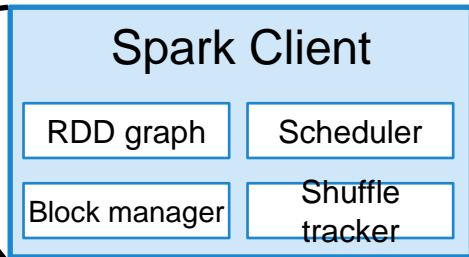 Spark Client
RDD graph
Scheduler
Block manager
Shuffle
tracker